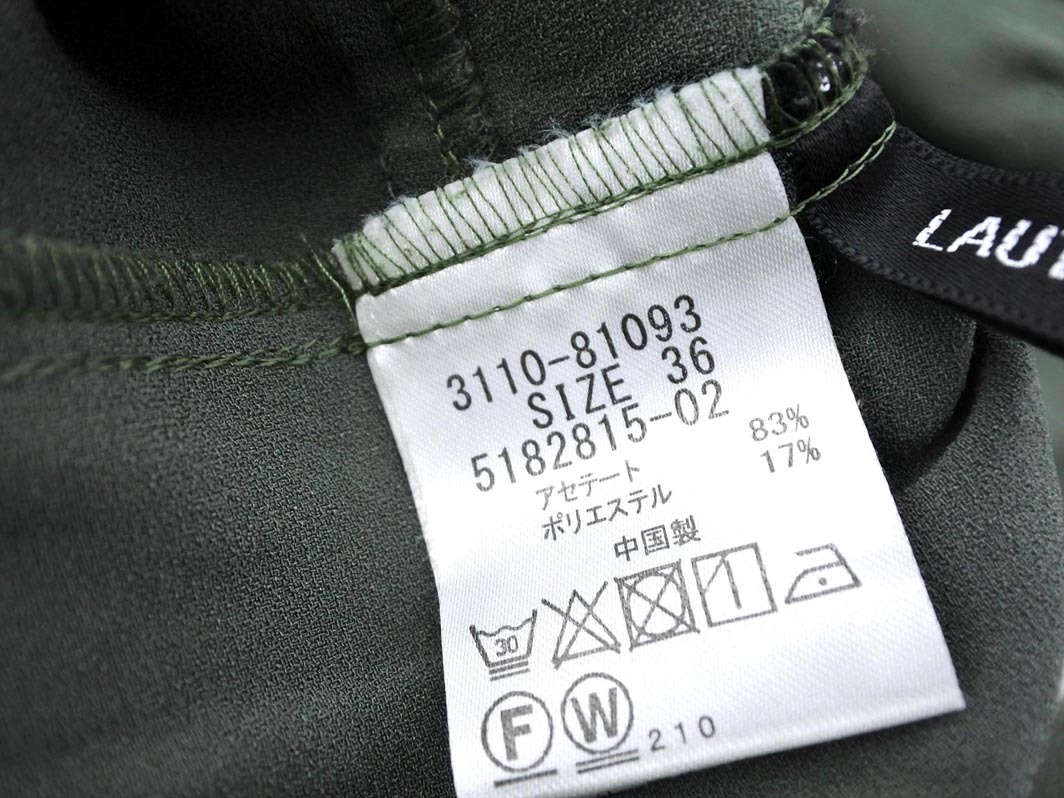 LAUT
3110-81093
SIZE 36
5182815-02
アセテート 83%
ポリエステル 17%
中国製
30
F W 210